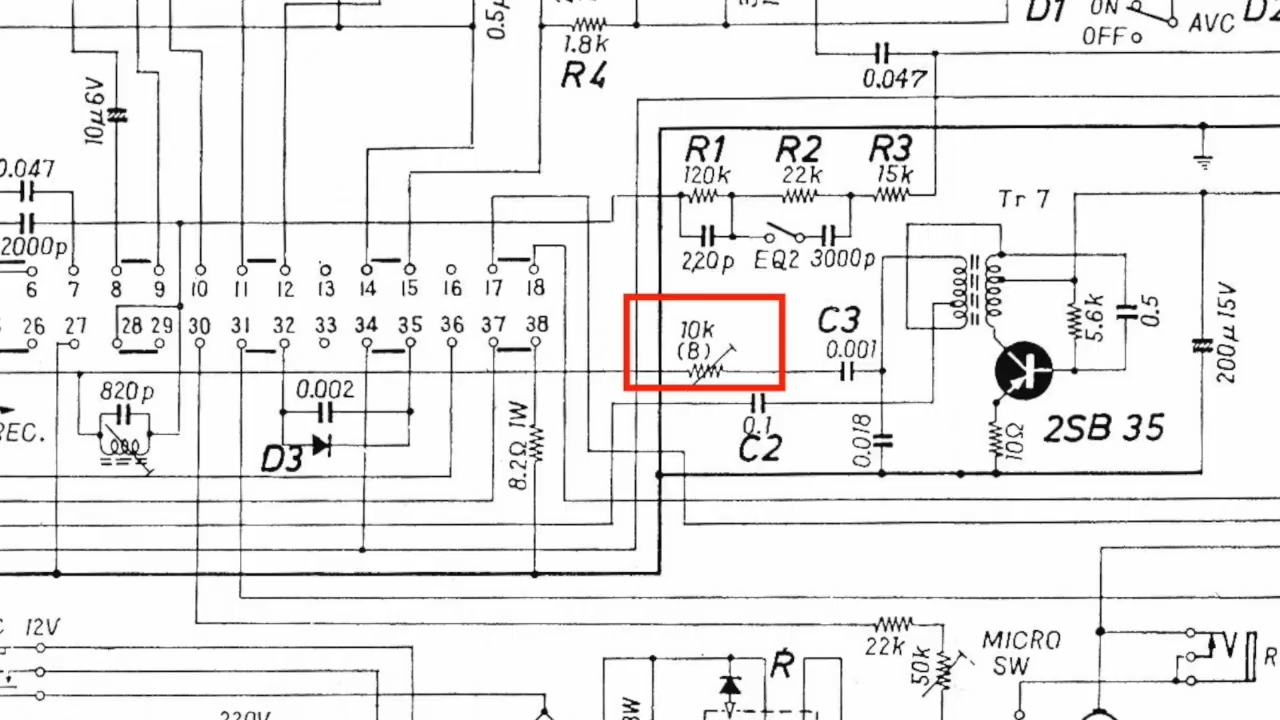 D1
ON
OFF
AVC
D2
1.8k
R4
0.5µ
0.047
10µ6V
0.047
2000p
R1
R2
R3
120k
22k
15k
220p
EQ2
3000p
Tr 7
6 7 8 9 10 11 12 13 14 15 16 17 18
26 27 28 29 30 31 32 33 34 35 36 37 38
10k
(B)
C3
0.001
5.6k
0.5
200µ15V
820p
0.002
REC.
D3
8.2Ω 1W
0.1
C2
0.018
10Ω
2SB 35
12V
22k
50k
MICRO
SW
R
R
220V